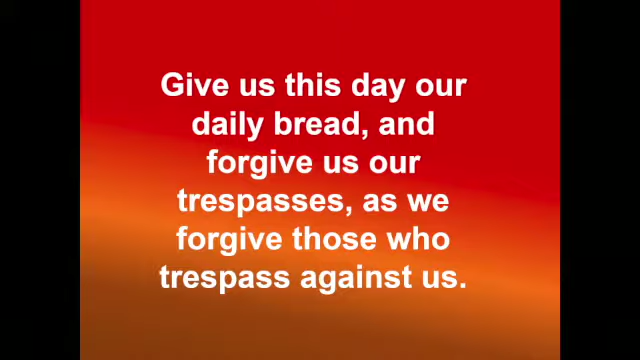 Give us this day our
daily bread, and
forgive us our
trespasses, as we
forgive those who
trespass against us.